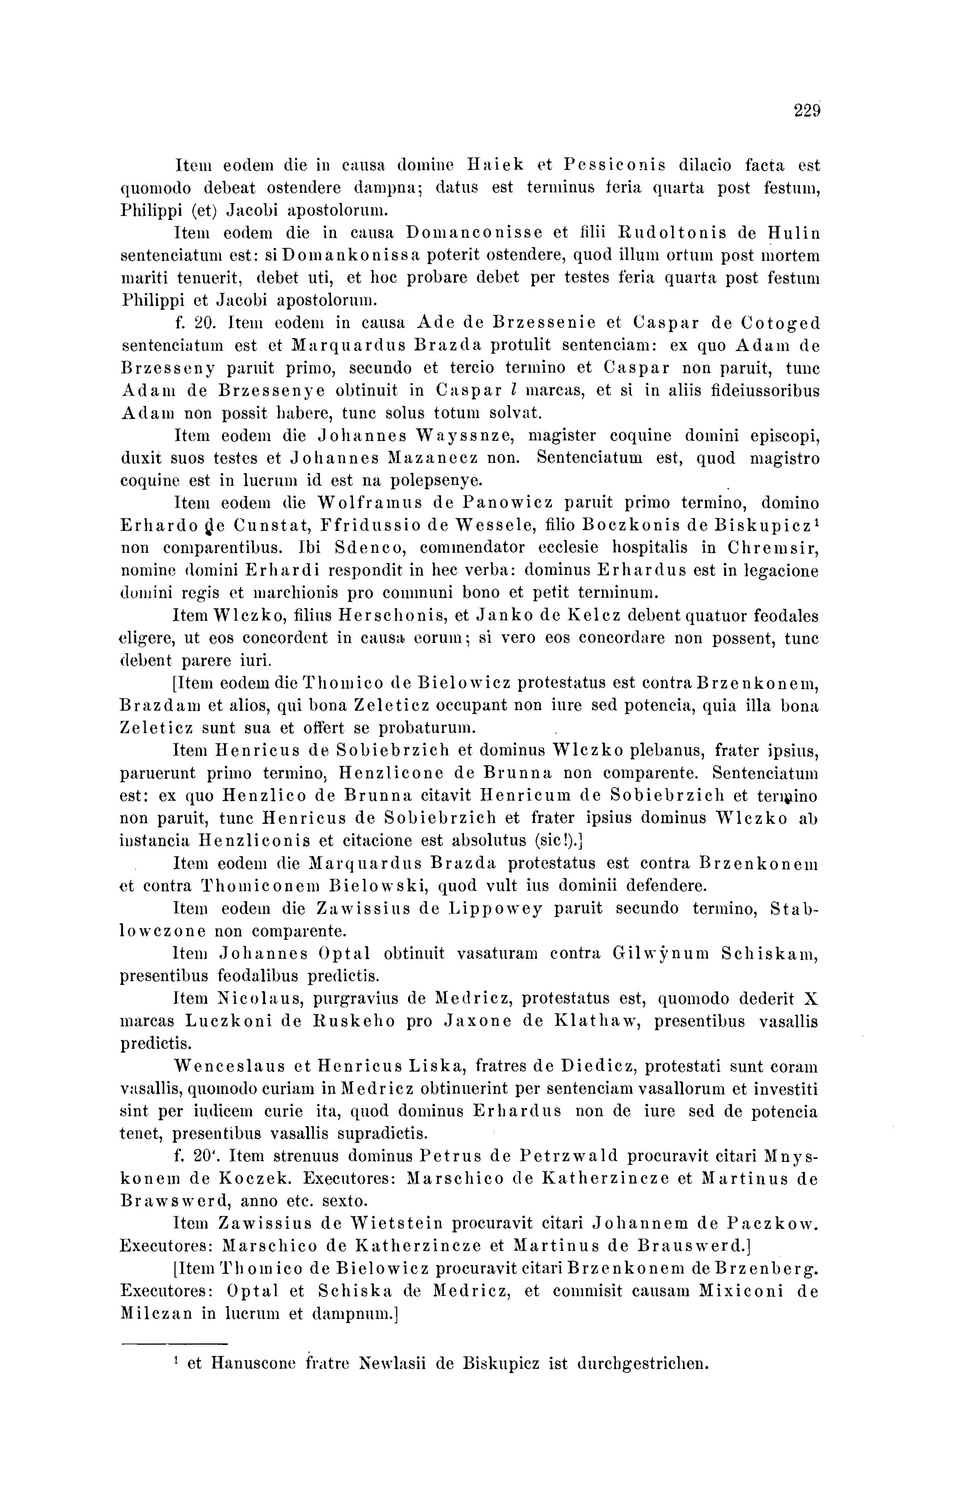 229
Item eodem die in causa domine Haiek et Pessiconis dilacio facta est
quomodo debeat ostendere dampna; datus est terminus feria quarta post festum,
Philippi (et) Jacobi apostolorum.
Item eodem die in causa Domanconisse et filii Rudoltonis de Hulin
sentenciatum est: si Domankonissa poterit ostendere, quod illum ortum post mortem
mariti tenuerit, debet uti, et hoc probare debet per testes feria quarta post festum
Philippi et Jacobi apostolorum.
f. 20. Item eodem in causa Ade de Brzessenie et Caspar de Cotoged
sentenciatum est et Marquardus Brazda protulit sentenciam: ex quo Adam de
Brzesseny paruit primo, secundo et tercio termino et Caspar non paruit, tunc
Adam de Brzessenye obtinuit in Caspar l marcas, et si in aliis fideiussoribus
Adam non possit habere, tunc solus totum solvat.
Item eodem die Johannes Wayssnze, magister coquine domini episcopi,
duxit suos testes et Johannes Mazanecz non. Sentenciatum est, quod magistro
coquine est in lucrum id est na polepsenye.
Item eodem die Wolframus de Panowicz paruit primo termino, domino
Erhardo de Cunstat, Ffridussio de Wessele, filio Boczkonis de Biskupicz¹
non comparentibus. Ibi Sdenco, commendator ecclesie hospitalis in Chremsir,
nomine domini Erhardi respondit in hec verba: dominus Erhardus est in legacione
domini regis et marchionis pro communi bono et petit terminum.
Item Wlczko, filius Herschonis, et Janko de Kelcz debent quatuor feodales
eligere, ut eos concordent in causa eorum; si vero eos concordare non possent, tunc
debent parere iuri.
[Item eodem die Thomico de Bielowicz protestatus est contra Brzenkonem,
Brazdam et alios, qui bona Zeleticz occupant non iure sed potencia, quia illa bona
Zeleticz sunt sua et offert se probaturum.
Item Henricus de Sobiebrzich et dominus Wlczko plebanus, frater ipsius,
paruerunt primo termino, Henzlicone de Brunna non comparente. Sentenciatum
est: ex quo Henzlico de Brunna citavit Henricum de Sobiebrzich et termino
non paruit, tunc Henricus de Sobiebrzich et frater ipsius dominus Wlczko ab
instancia Henzliconis et citacione est absolutus (sic!).]
Item eodem die Marquardus Brazda protestatus est contra Brzenkonem
et contra Thomiconem Bielowski, quod vult ius dominii defendere.
Item eodem die Zawissius de Lippowey paruit secundo termino, Stab-
lowczone non comparente.
Item Johannes Optal obtinuit vasaturam contra Gilwẏnum Schiskam,
presentibus feodalibus predictis.
Item Nicolaus, purgravius de Medricz, protestatus est, quomodo dederit X
marcas Luczkoni de Ruskeho pro Jaxone de Klathaw, presentibus vasallis
predictis.
Wenceslaus et Henricus Liska, fratres de Diedicz, protestati sunt coram
vasallis, quomodo curiam in Medricz obtinuerint per sentenciam vasallorum et investiti
sint per iudicem curie ita, quod dominus Erhardus non de iure sed de potencia
tenet, presentibus vasallis supradictis.
f. 20‘. Item strenuus dominus Petrus de Petrzwald procuravit citari Mnys-
konem de Koczek. Executores: Marschico de Katherzincze et Martinus de
Brawswerd, anno etc. sexto.
Item Zawissius de Wietstein procuravit citari Johannem de Paczkow.
Executores: Marschico de Katherzincze et Martinus de Brauswerd.]
[Item Thomico de Bielowicz procuravit citari Brzenkonem de Brzenberg.
Executores: Optal et Schiska de Medricz, et commisit causam Mixiconi de
Milczan in lucrum et dampnum.]
¹ et Hanuscone fratre Newlasii de Biskupicz ist durchgestrichen.